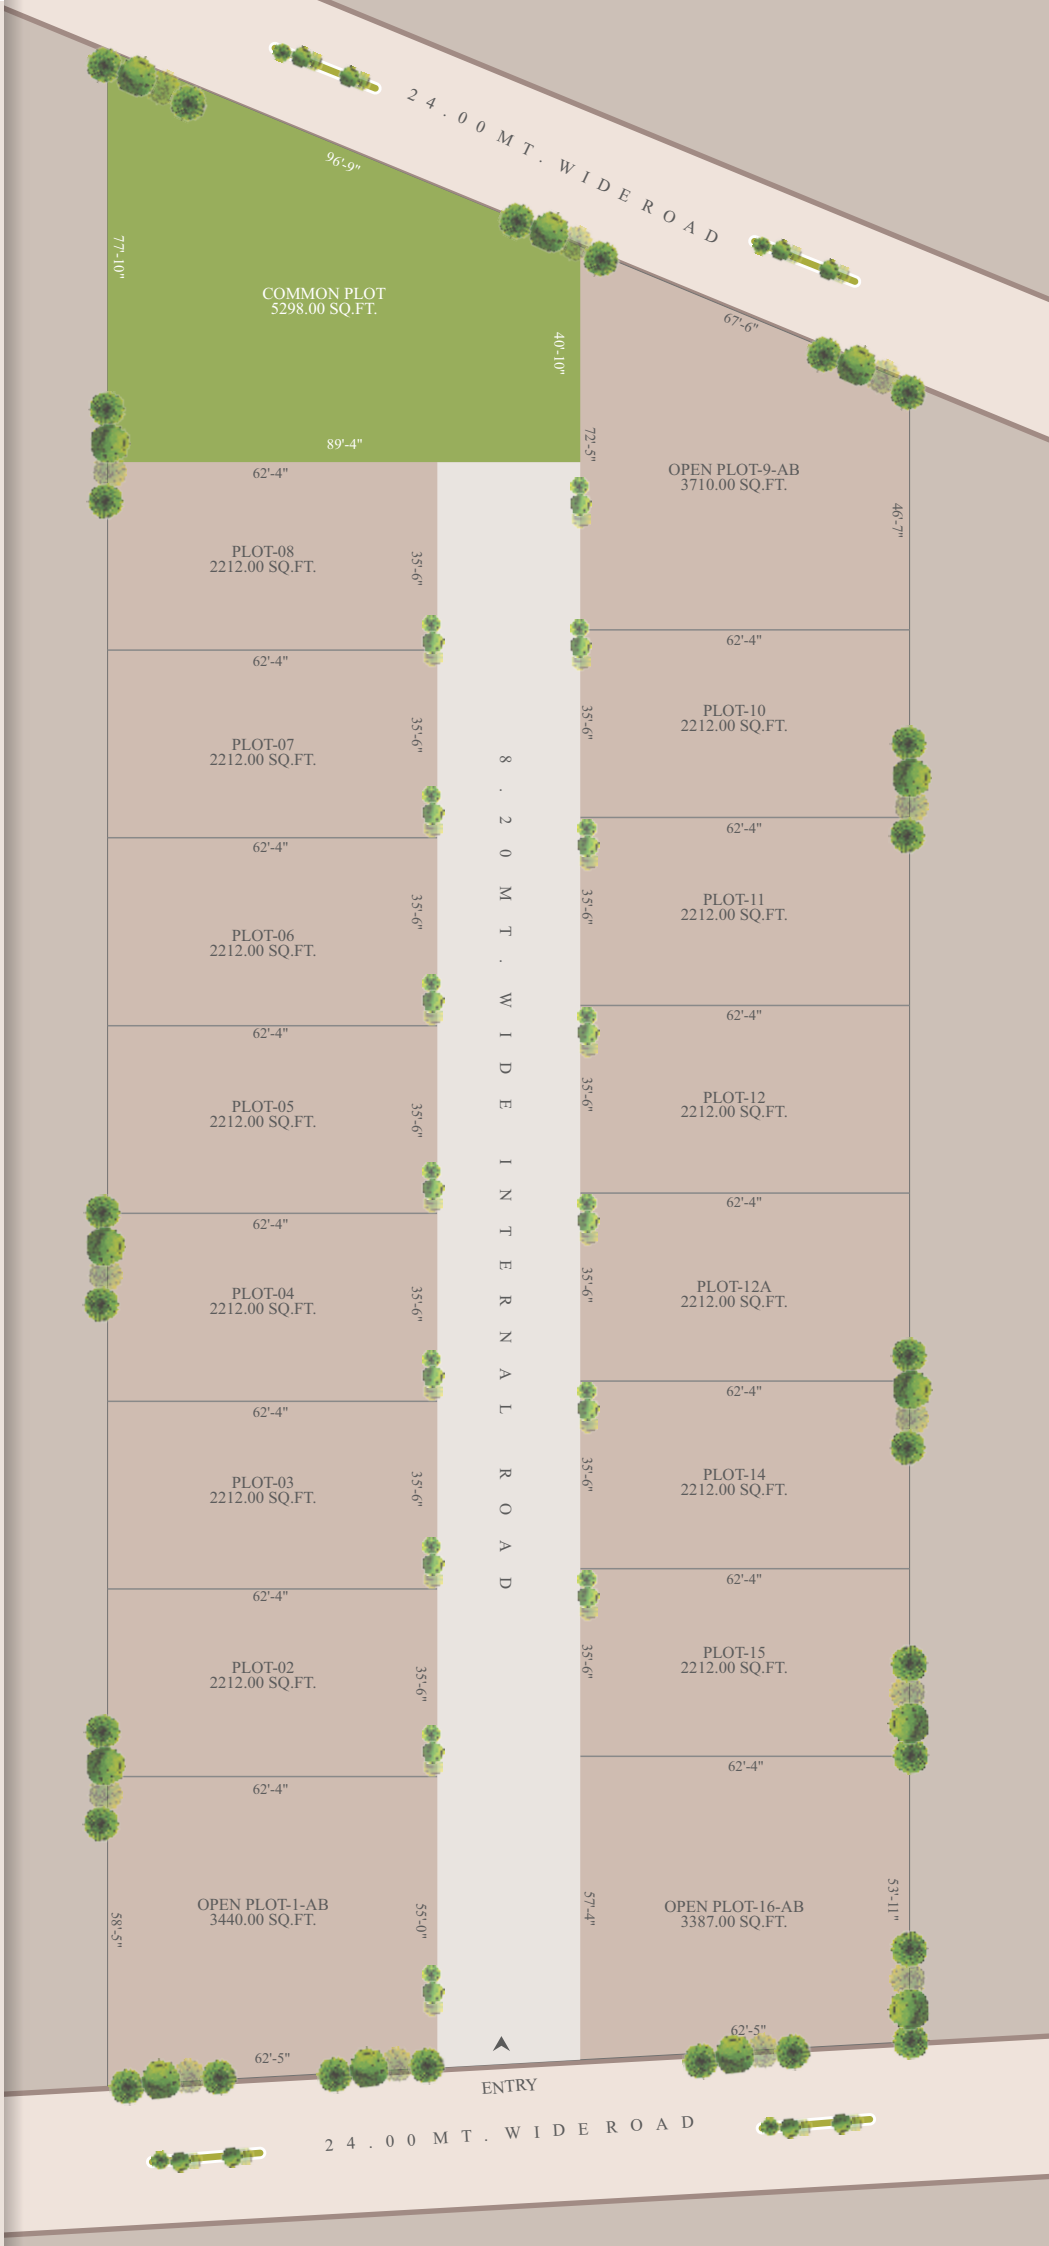 24.00 MT. WIDE ROAD
96'-9"
77'-10"
COMMON PLOT
5298.00 SQ.FT.
40'-10"
89'-4"
67'-6"
72'-5"
OPEN PLOT-9-AB
3710.00 SQ.FT.
46'-7"
62'-4"
PLOT-08
2212.00 SQ.FT.
35'-6"
62'-4"
62'-4"
PLOT-07
2212.00 SQ.FT.
35'-6"
62'-4"
PLOT-06
2212.00 SQ.FT.
35'-6"
62'-4"
PLOT-05
2212.00 SQ.FT.
35'-6"
62'-4"
PLOT-04
2212.00 SQ.FT.
35'-6"
62'-4"
PLOT-03
2212.00 SQ.FT.
35'-6"
62'-4"
PLOT-02
2212.00 SQ.FT.
35'-6"
62'-4"
OPEN PLOT-1-AB
3440.00 SQ.FT.
58'-5"
55'-0"
62'-5"
8.20 MT. WIDE INTERNAL ROAD
PLOT-10
2212.00 SQ.FT.
35'-6"
62'-4"
PLOT-11
2212.00 SQ.FT.
35'-6"
62'-4"
PLOT-12
2212.00 SQ.FT.
35'-6"
62'-4"
PLOT-12A
2212.00 SQ.FT.
35'-6"
62'-4"
PLOT-14
2212.00 SQ.FT.
35'-6"
62'-4"
PLOT-15
2212.00 SQ.FT.
35'-6"
62'-4"
OPEN PLOT-16-AB
3387.00 SQ.FT.
57'-4"
53'-11"
62'-5"
ENTRY
24.00 MT. WIDE ROAD